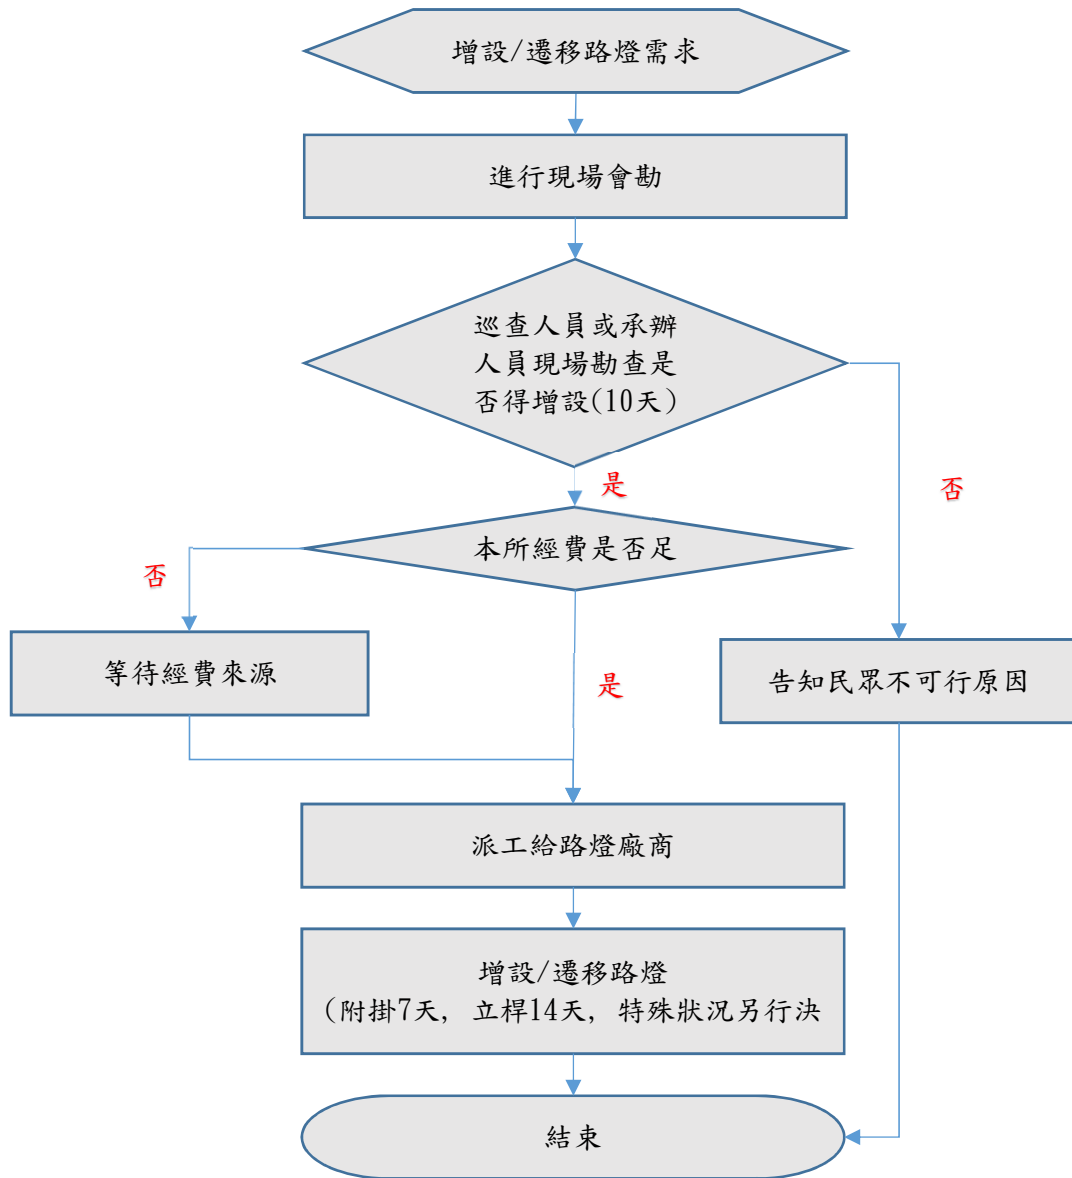 增設/遷移路燈需求
進行現場會勘
巡查人員或承辦
人員現場勘查是
否得增設(10天)
是
否
本所經費是否足
否
等待經費來源
是
告知民眾不可行原因
派工給路燈廠商
增設/遷移路燈
(附掛7天, 立桿14天, 特殊狀況另行決
結束